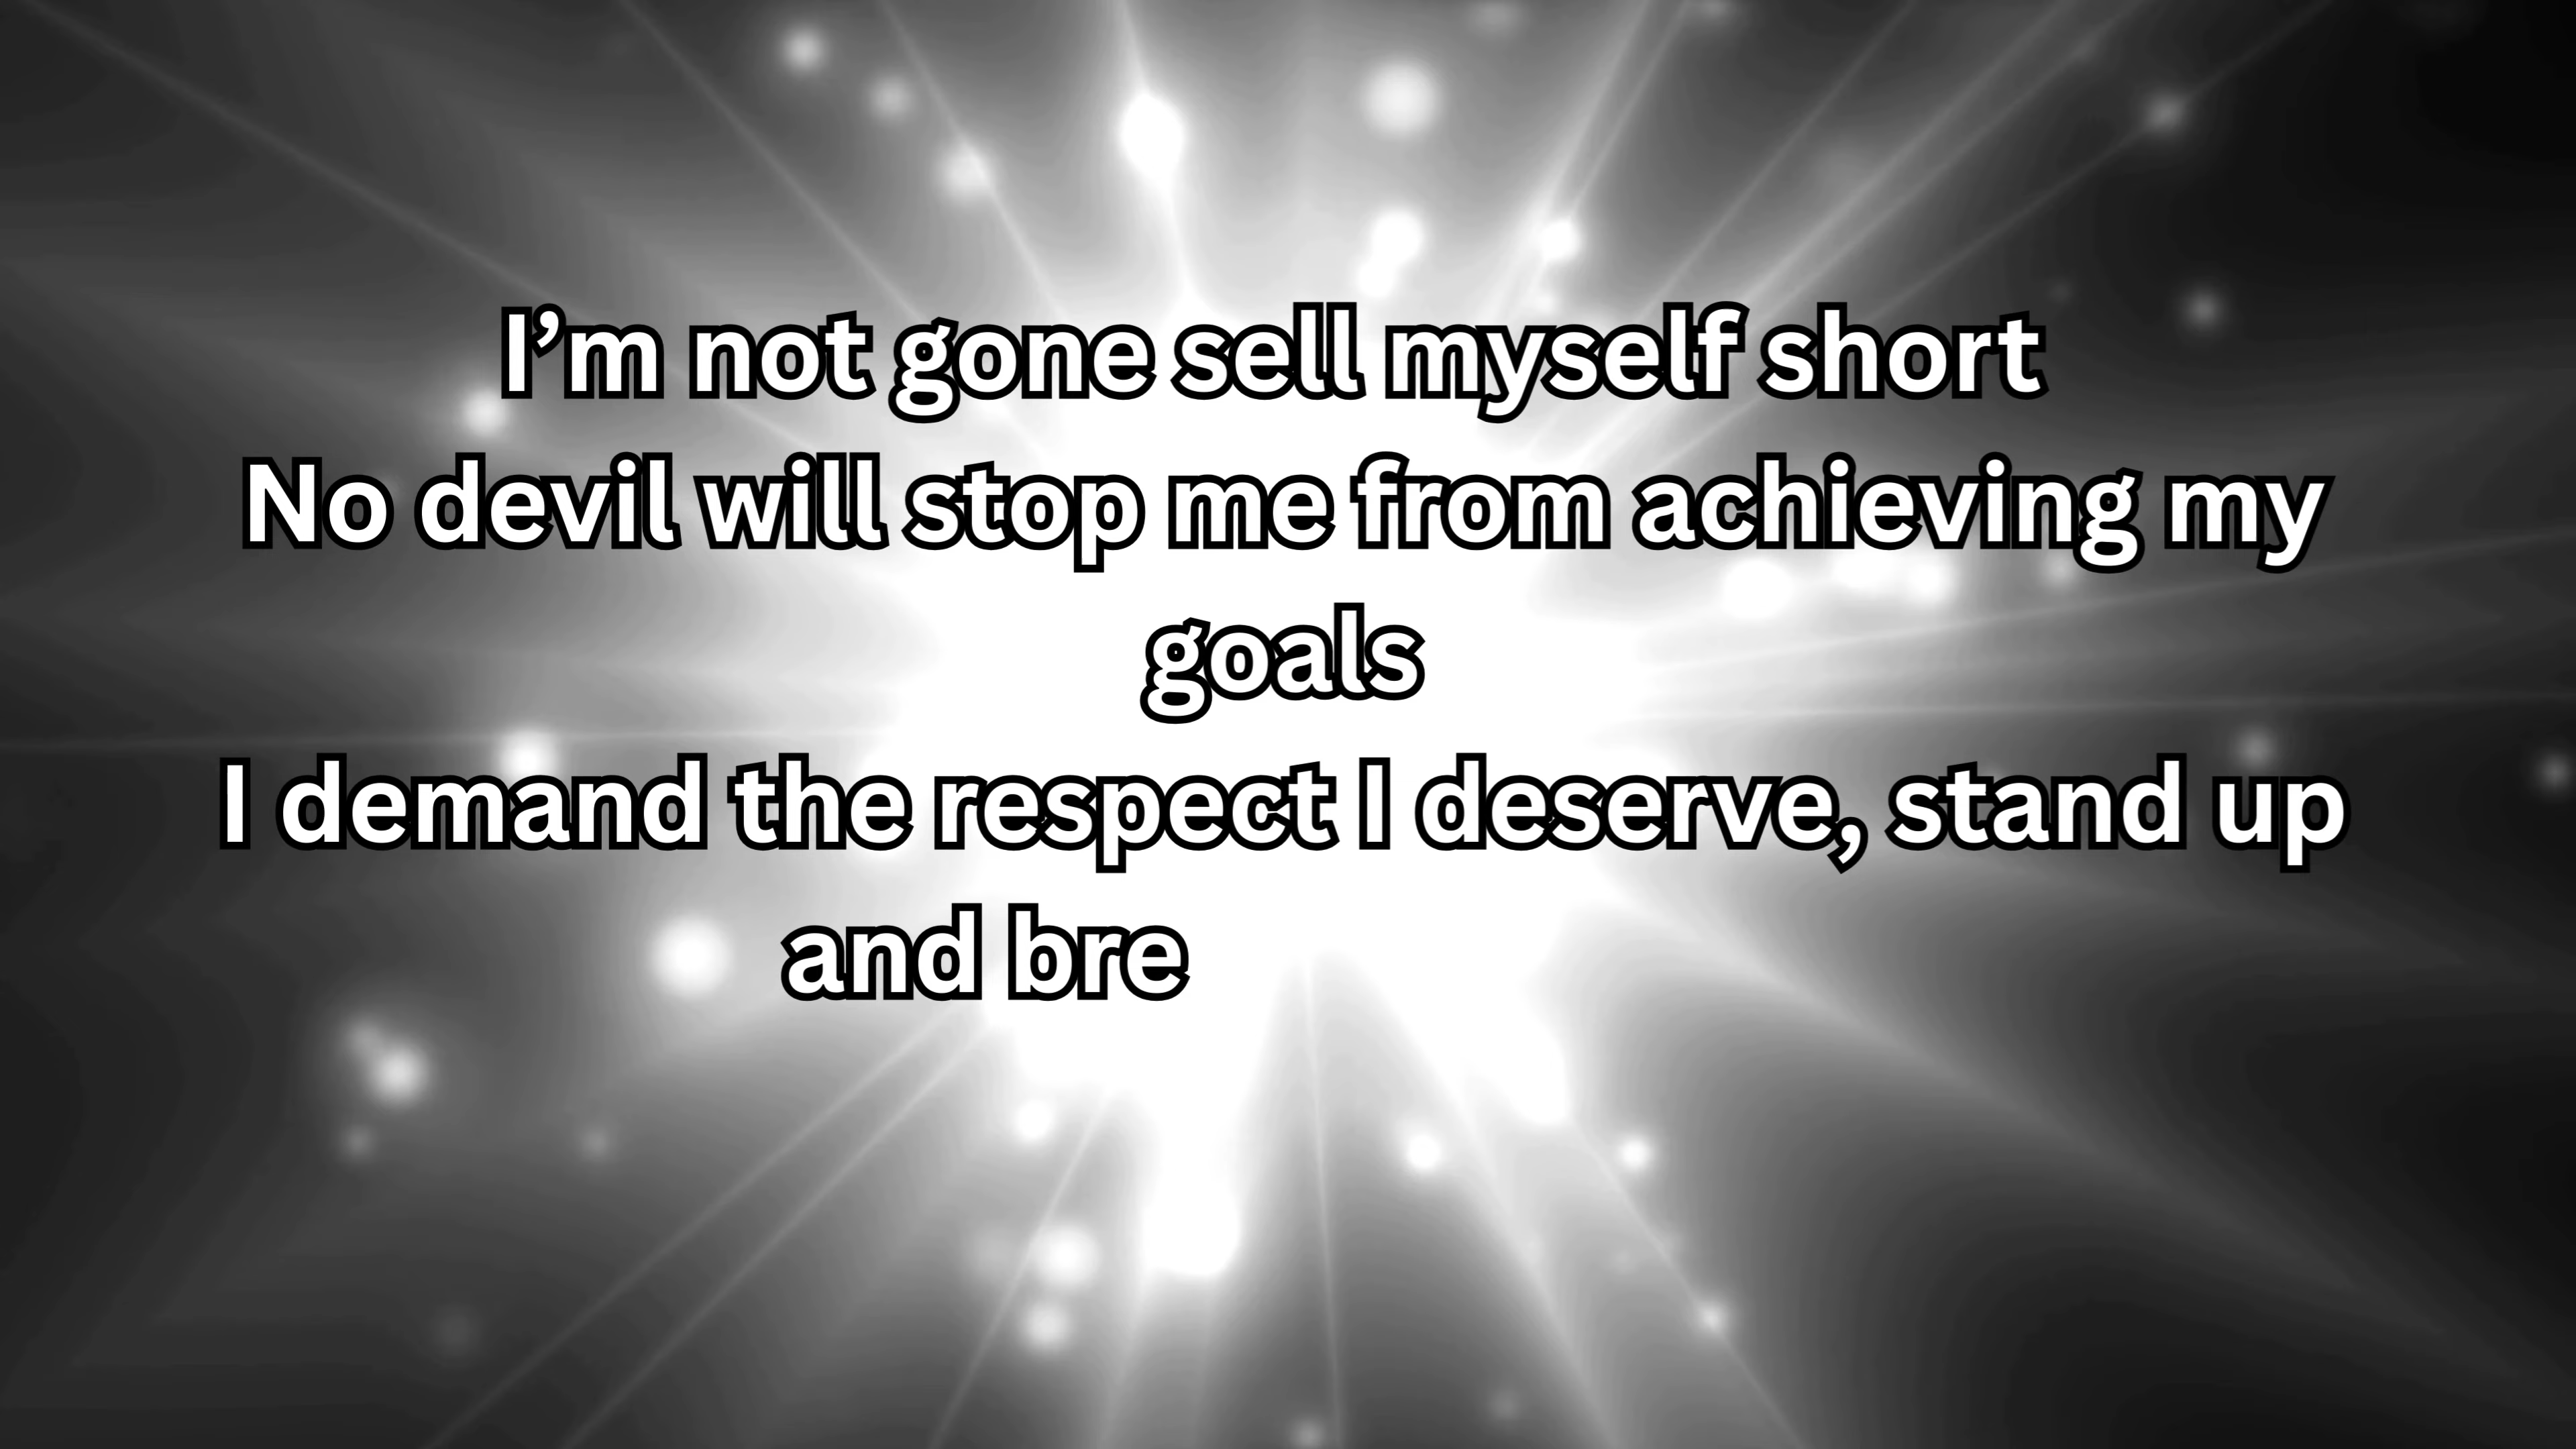 I’m not gone sell myself short
No devil will stop me from achieving my
goals
I demand the respect I deserve, stand up
and bre